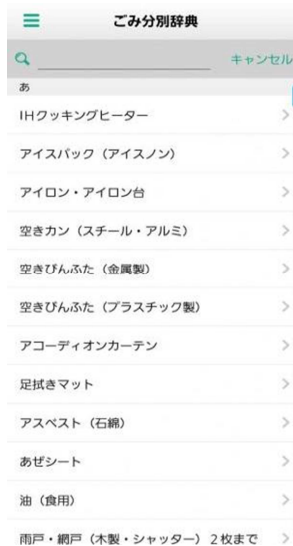 ごみ分別辞典
キャンセル
あ
IHクッキングヒーター
アイスパック（アイスノン）
アイロン・アイロン台
空きカン（スチール・アルミ）
空きびんふた（金属製）
空きびんふた（プラスチック製）
アコーディオンカーテン
足拭きマット
アスベスト（石綿）
あぜシート
油（食用）
雨戸・網戸（木製・シャッター）２枚まで